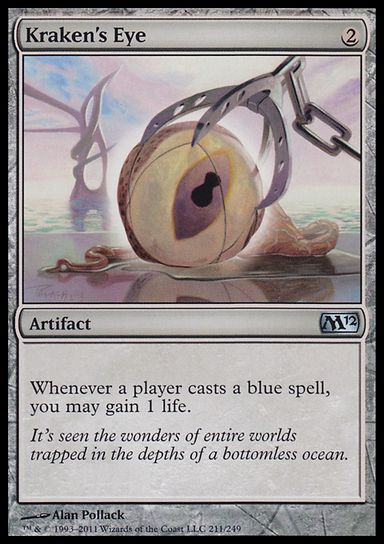 Kraken's Eye 2
Artifact M12
Whenever a player casts a blue spell,
you may gain 1 life.
It's seen the wonders of entire worlds
trapped in the depths of a bottomless ocean.
Alan Pollack
™ & © 1993–2011 Wizards of the Coast LLC 211/249